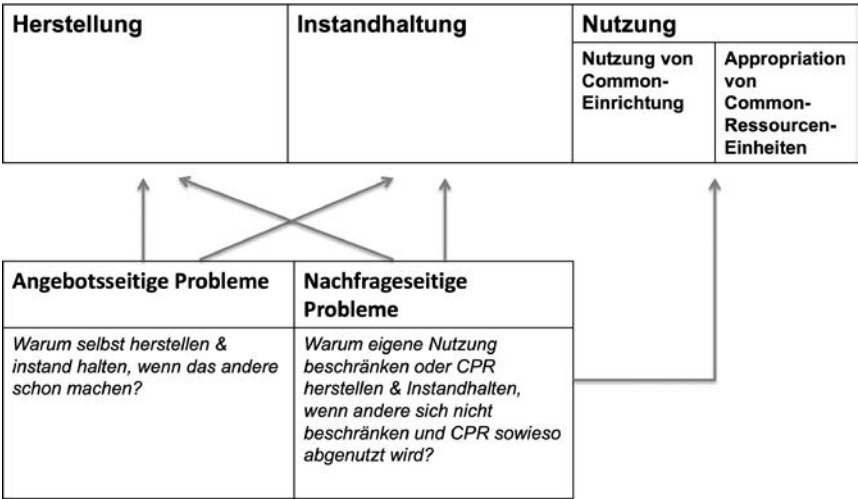 Herstellung
Instandhaltung
Nutzung
Nutzung von
Common-
Einrichtung
Appropriation
von
Common-
Ressourcen-
Einheiten
Angebotsseitige Probleme
Nachfrageseitige
Probleme
Warum selbst herstellen &
instand halten, wenn das andere
schon machen?
Warum eigene Nutzung
beschränken oder CPR
herstellen & Instandhalten,
wenn andere sich nicht
beschränken und CPR sowieso
abgenutzt wird?